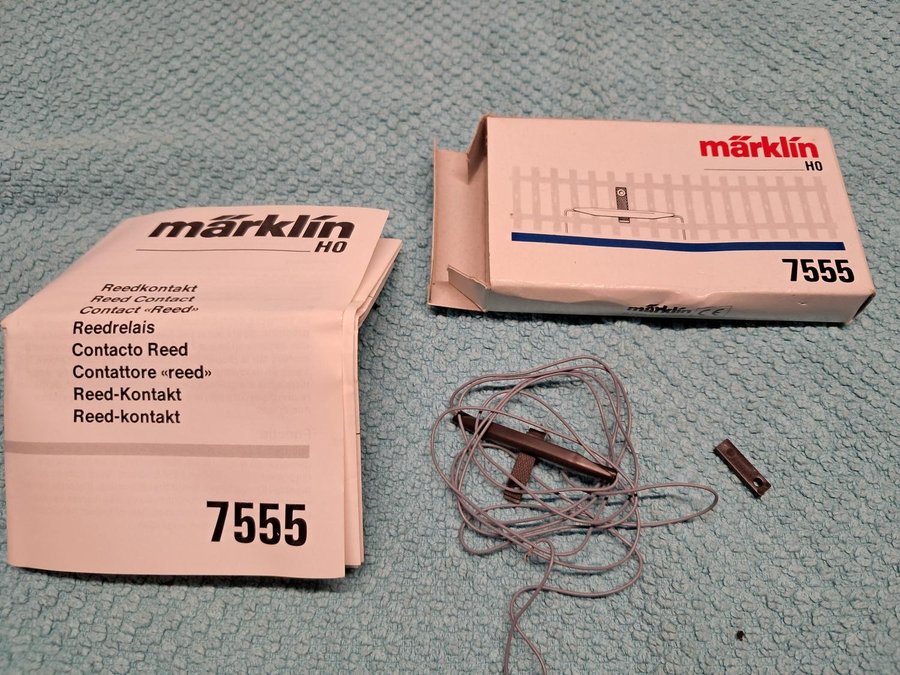 märklin
H0
Reedkontakt
Reed Contact
Contact «Reed»
Reedrelais
Contacto Reed
Contattore «reed»
Reed-Kontakt
Reed-kontakt
7555
märklin
H0
7555
märklin CE